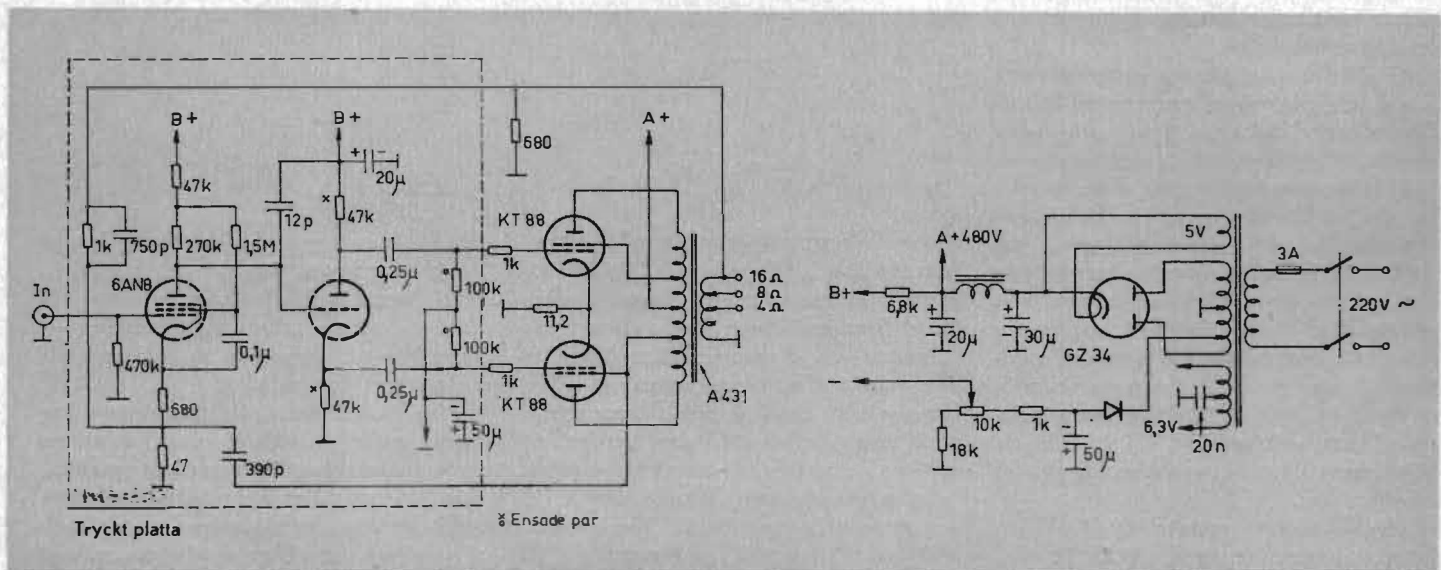 B+
47k
1k
750p
270k
1,5M
6AN8
In
470k
0,1μ
680
47
390p
Tryckt platta
B+
20μ
12p
x
47k
0,25μ
x
47k
0,25μ
100k
100k
50μ
680
1k
1k
KT 88
KT 88
11,2
A+
16 Ω
8 Ω
4 Ω
A 431
Ensade par
A+480V
B+
6,8k
20μ
30μ
GZ 34
5V
3A
220V ~
10k
1k
18k
50μ
6,3V
20n